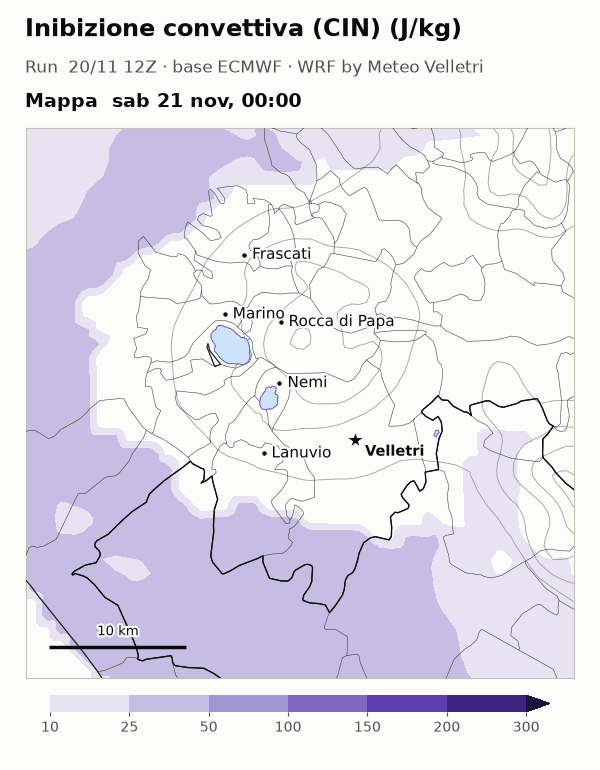 Inibizione convettiva (CIN) (J/kg)
Run  20/11 12Z · base ECMWF · WRF by Meteo Velletri
Mappa  sab 21 nov, 00:00
Frascati
Marino
Rocca di Papa
Nemi
Velletri
Lanuvio
10 km
10 25 50 100 150 200 300